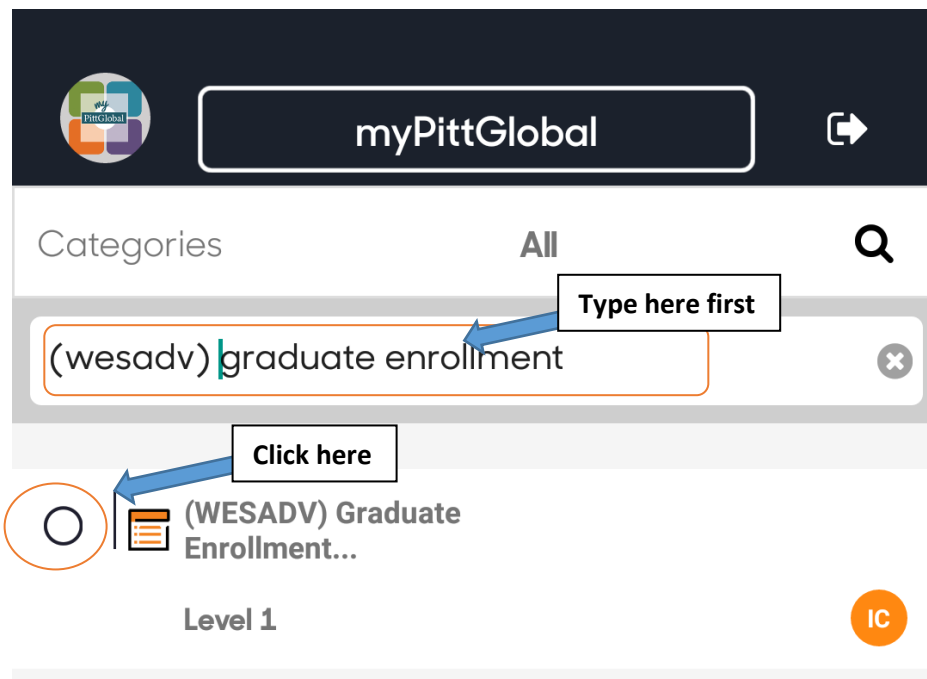 my
PittGlobal
myPittGlobal
Categories All
Type here first
(wesadv) graduate enrollment
Click here
(WESADV) Graduate
Enrollment...
Level 1
IC